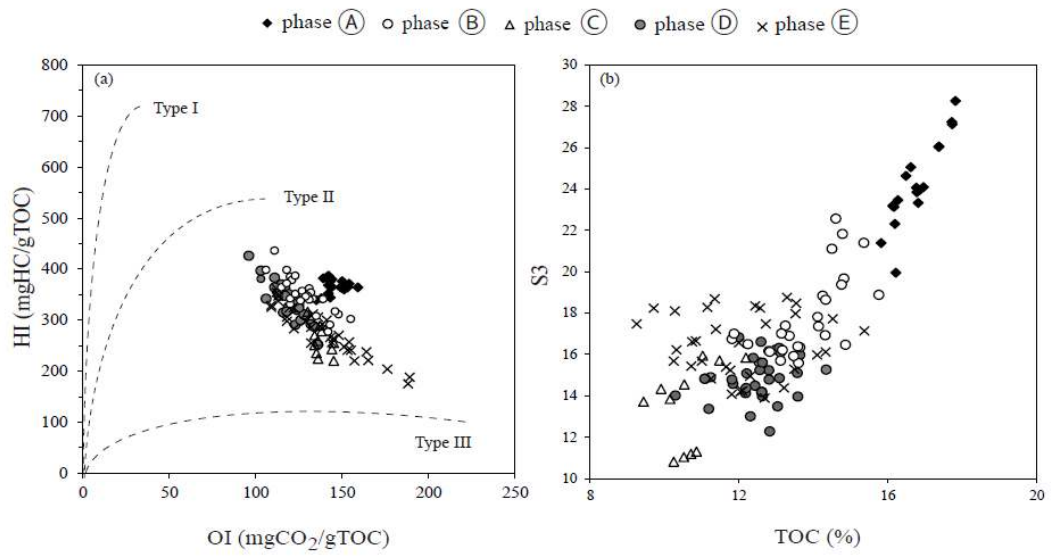 phase Ⓐ phase Ⓑ phase Ⓒ phase Ⓓ phase Ⓔ
(a)
800
700
600
500
400
300
200
100
0
HI (mgHC/gTOC)
Type I
Type II
Type III
0 50 100 150 200 250
OI (mgCO₂/gTOC)
(b)
30
28
26
24
22
20
18
16
14
12
10
S3
8 12 16 20
TOC (%)